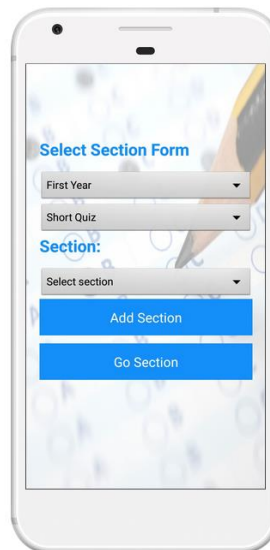 Select Section Form
First Year
Short Quiz
Section:
Select section
Add Section
Go Section